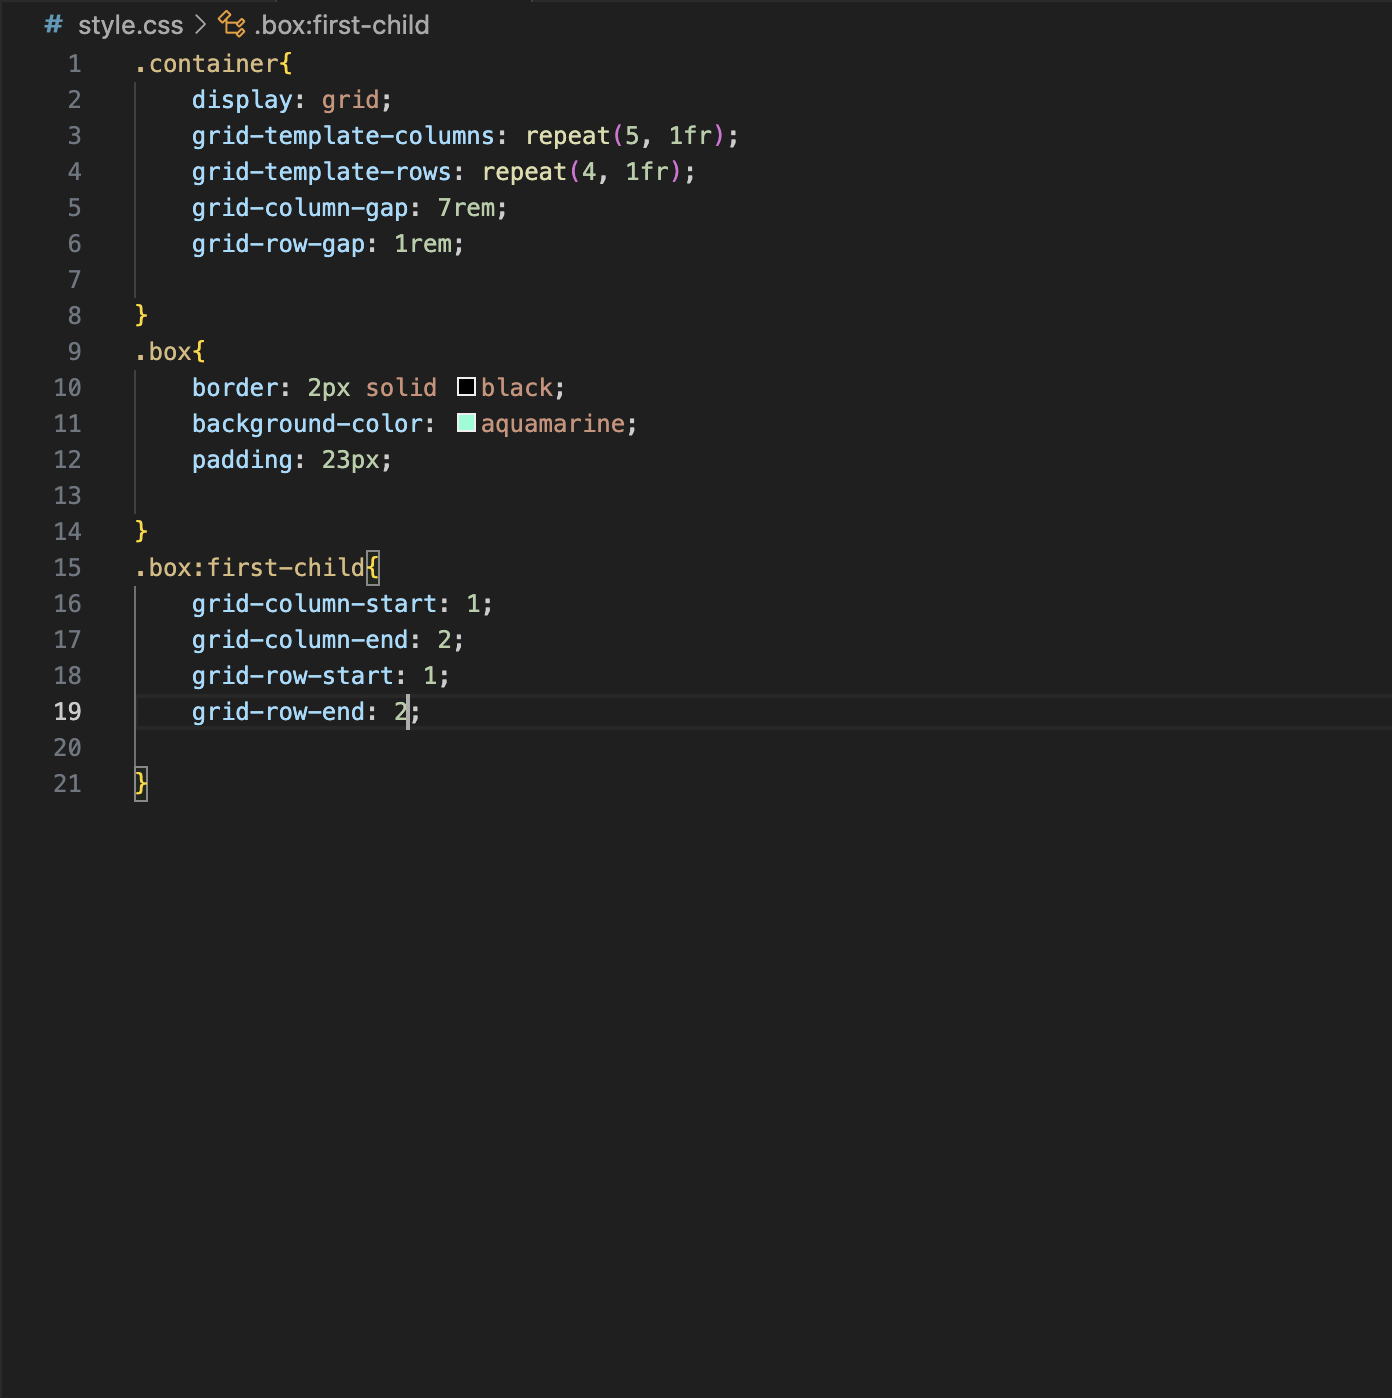 # style.css > .box:first-child
1 .container{
2 display: grid;
3 grid-template-columns: repeat(5, 1fr);
4 grid-template-rows: repeat(4, 1fr);
5 grid-column-gap: 7rem;
6 grid-row-gap: 1rem;
7
8 }
9 .box{
10 border: 2px solid black;
11 background-color: aquamarine;
12 padding: 23px;
13
14 }
15 .box:first-child{
16 grid-column-start: 1;
17 grid-column-end: 2;
18 grid-row-start: 1;
19 grid-row-end: 2;
20
21 }